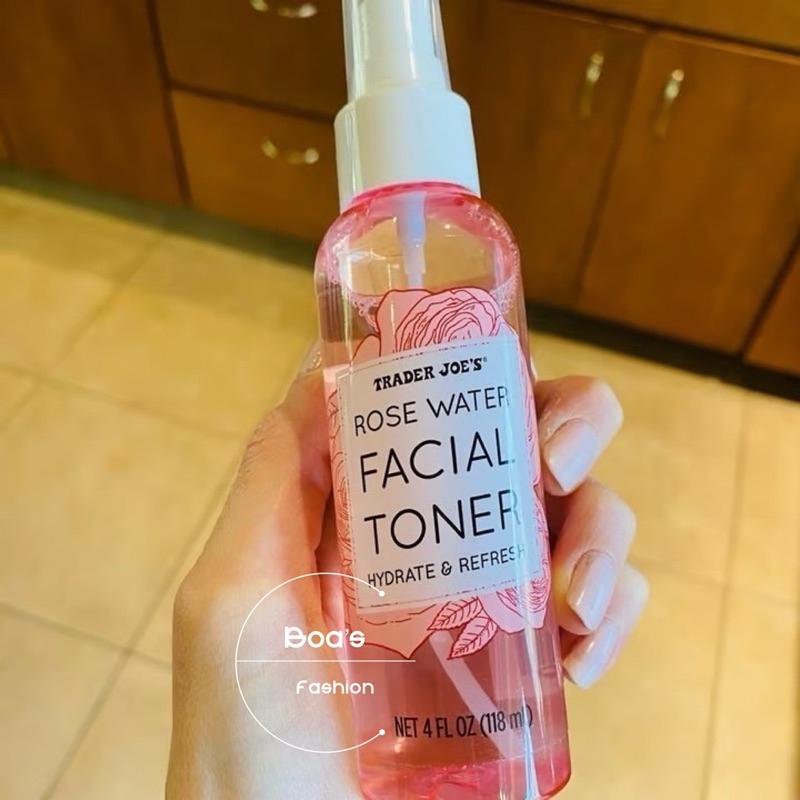 TRADER JOE'S®
ROSE WATER
FACIAL
TONER
HYDRATE & REFRESH
Boa's
Fashion
NET 4 FL OZ (118 ml)